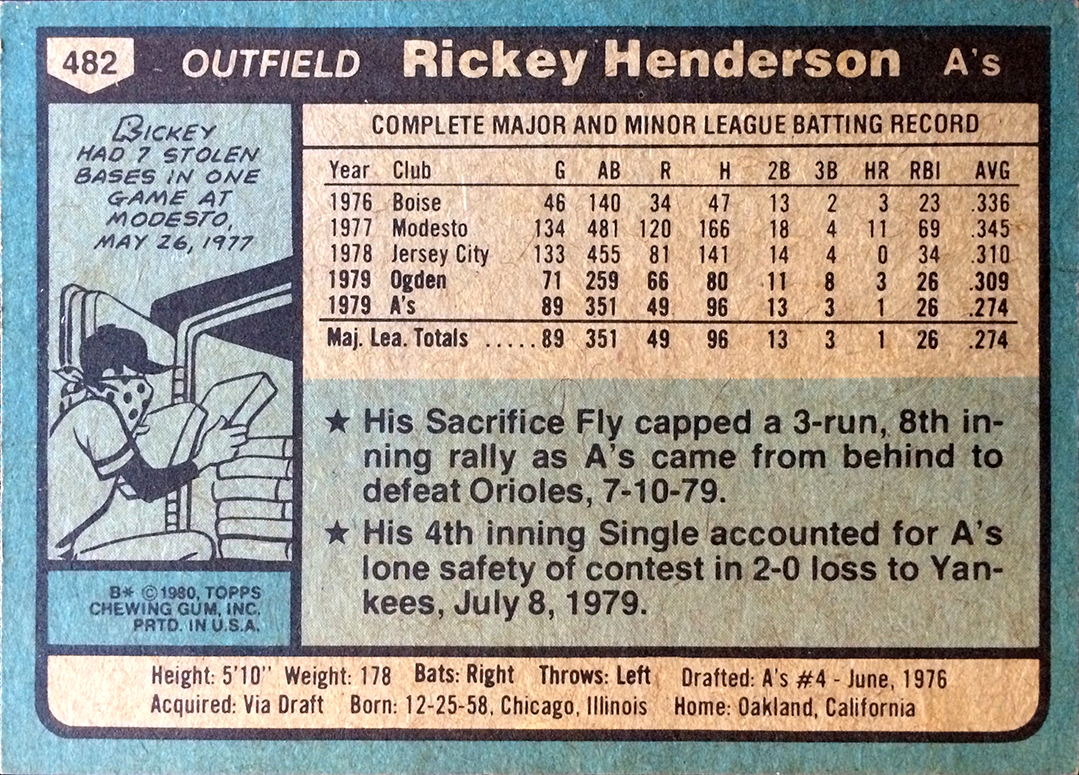 482 OUTFIELD Rickey Henderson A's
RICKEY
HAD 7 STOLEN
BASES IN ONE
GAME AT
MODESTO,
MAY 26, 1977
B* ©1980, TOPPS
CHEWING GUM, INC.
PRTD. IN U.S.A.
COMPLETE MAJOR AND MINOR LEAGUE BATTING RECORD
Year Club G AB R H 2B 3B HR RBI AVG
1976 Boise 46 140 34 47 13 2 3 23 .336
1977 Modesto 134 481 120 166 18 4 11 69 .345
1978 Jersey City 133 455 81 141 14 4 0 34 .310
1979 Ogden 71 259 66 80 11 8 3 26 .309
1979 A's 89 351 49 96 13 3 1 26 .274
Maj. Lea. Totals ..... 89 351 49 96 13 3 1 26 .274
★ His Sacrifice Fly capped a 3-run, 8th in-
ning rally as A's came from behind to
defeat Orioles, 7-10-79.
★ His 4th inning Single accounted for A's
lone safety of contest in 2-0 loss to Yan-
kees, July 8, 1979.
Height: 5'10" Weight: 178 Bats: Right Throws: Left Drafted: A's #4 - June, 1976
Acquired: Via Draft Born: 12-25-58, Chicago, Illinois Home: Oakland, California